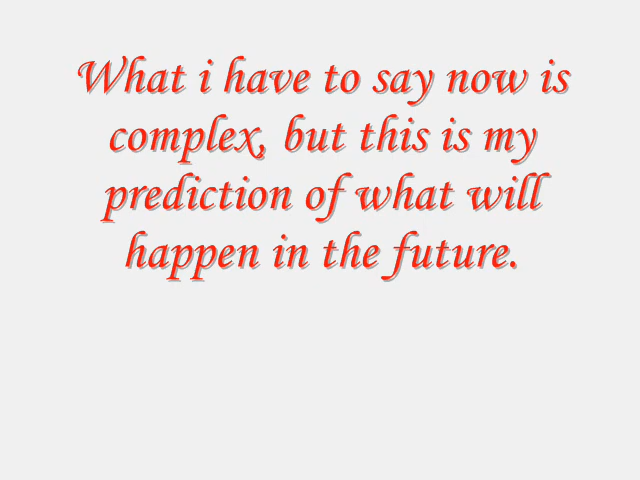 What i have to say now is
complex, but this is my
prediction of what will
happen in the future.